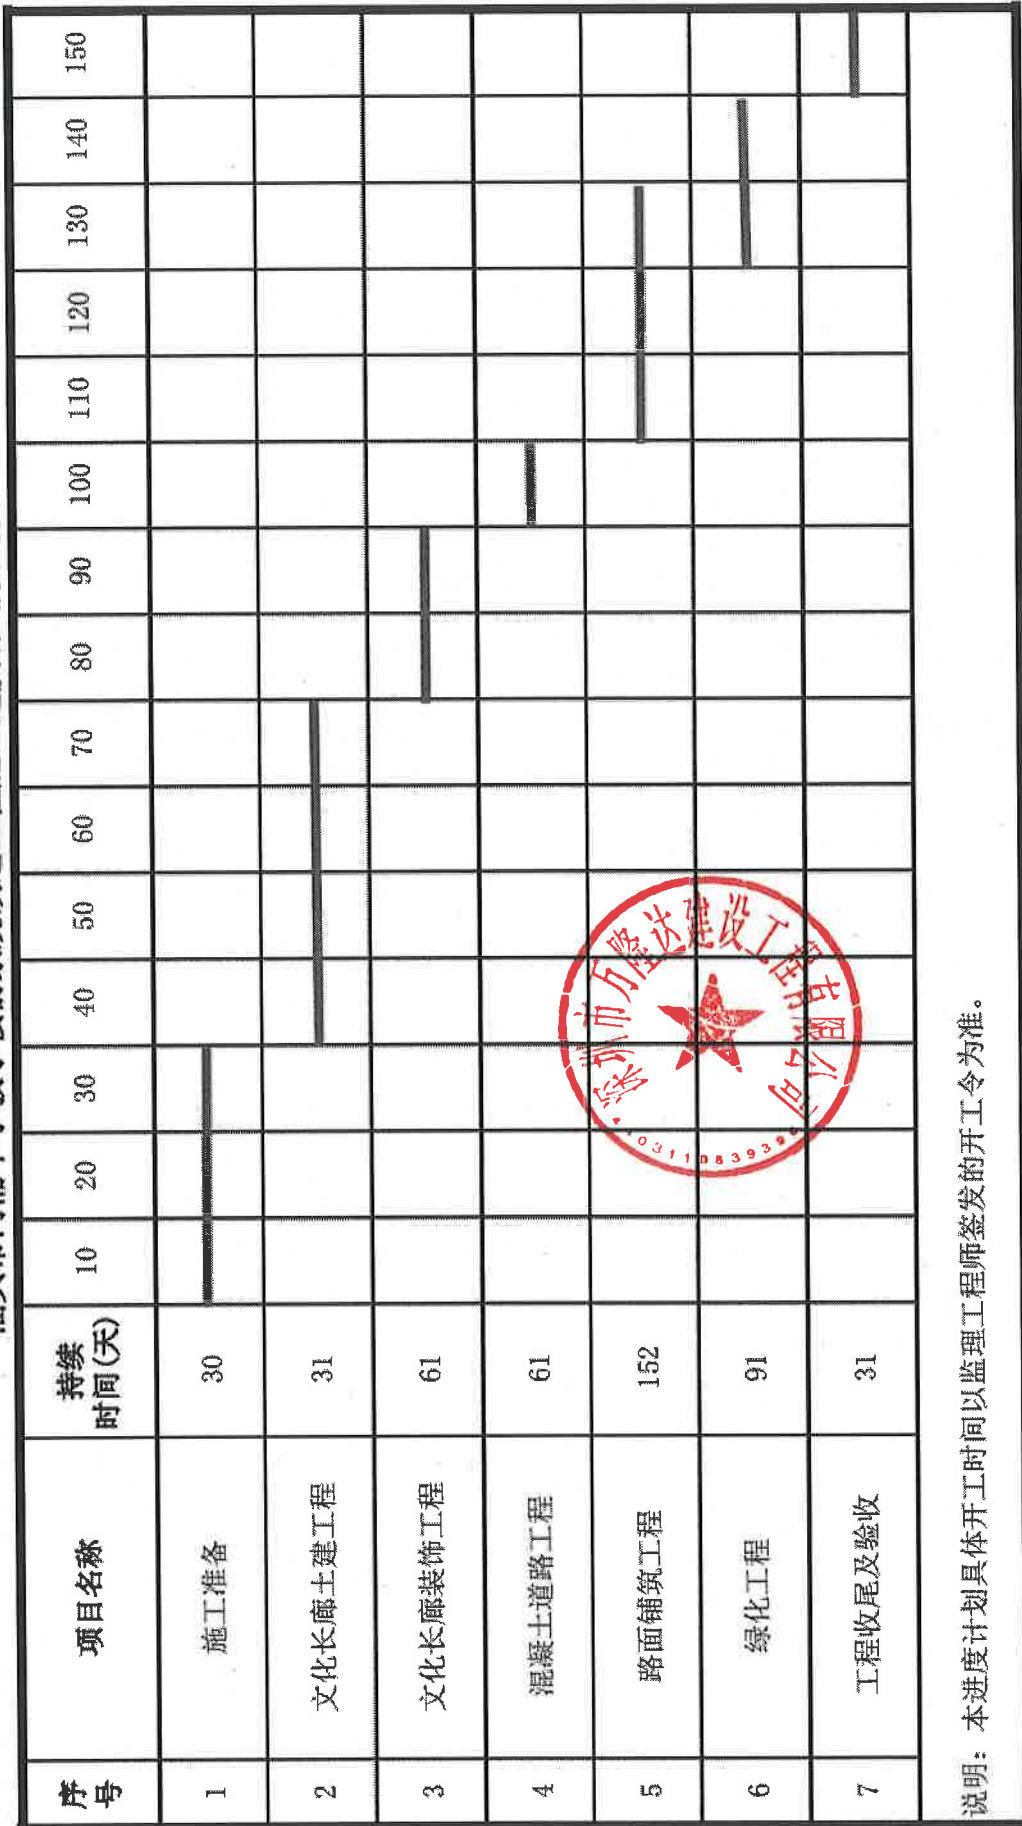 序号 项目名称 持续时间(天) 10 20 30 40 50 60 70 80 90 100 110 120 130 140 150
1 施工准备 30
2 文化长廊土建工程 31
3 文化长廊装饰工程 61
4 混凝土道路工程 61
5 路面铺筑工程 152
6 绿化工程 91
7 工程收尾及验收 31
说明：本进度计划具体开工时间以监理工程师签发的开工令为准。
深圳市万隆达建设工程有限公司